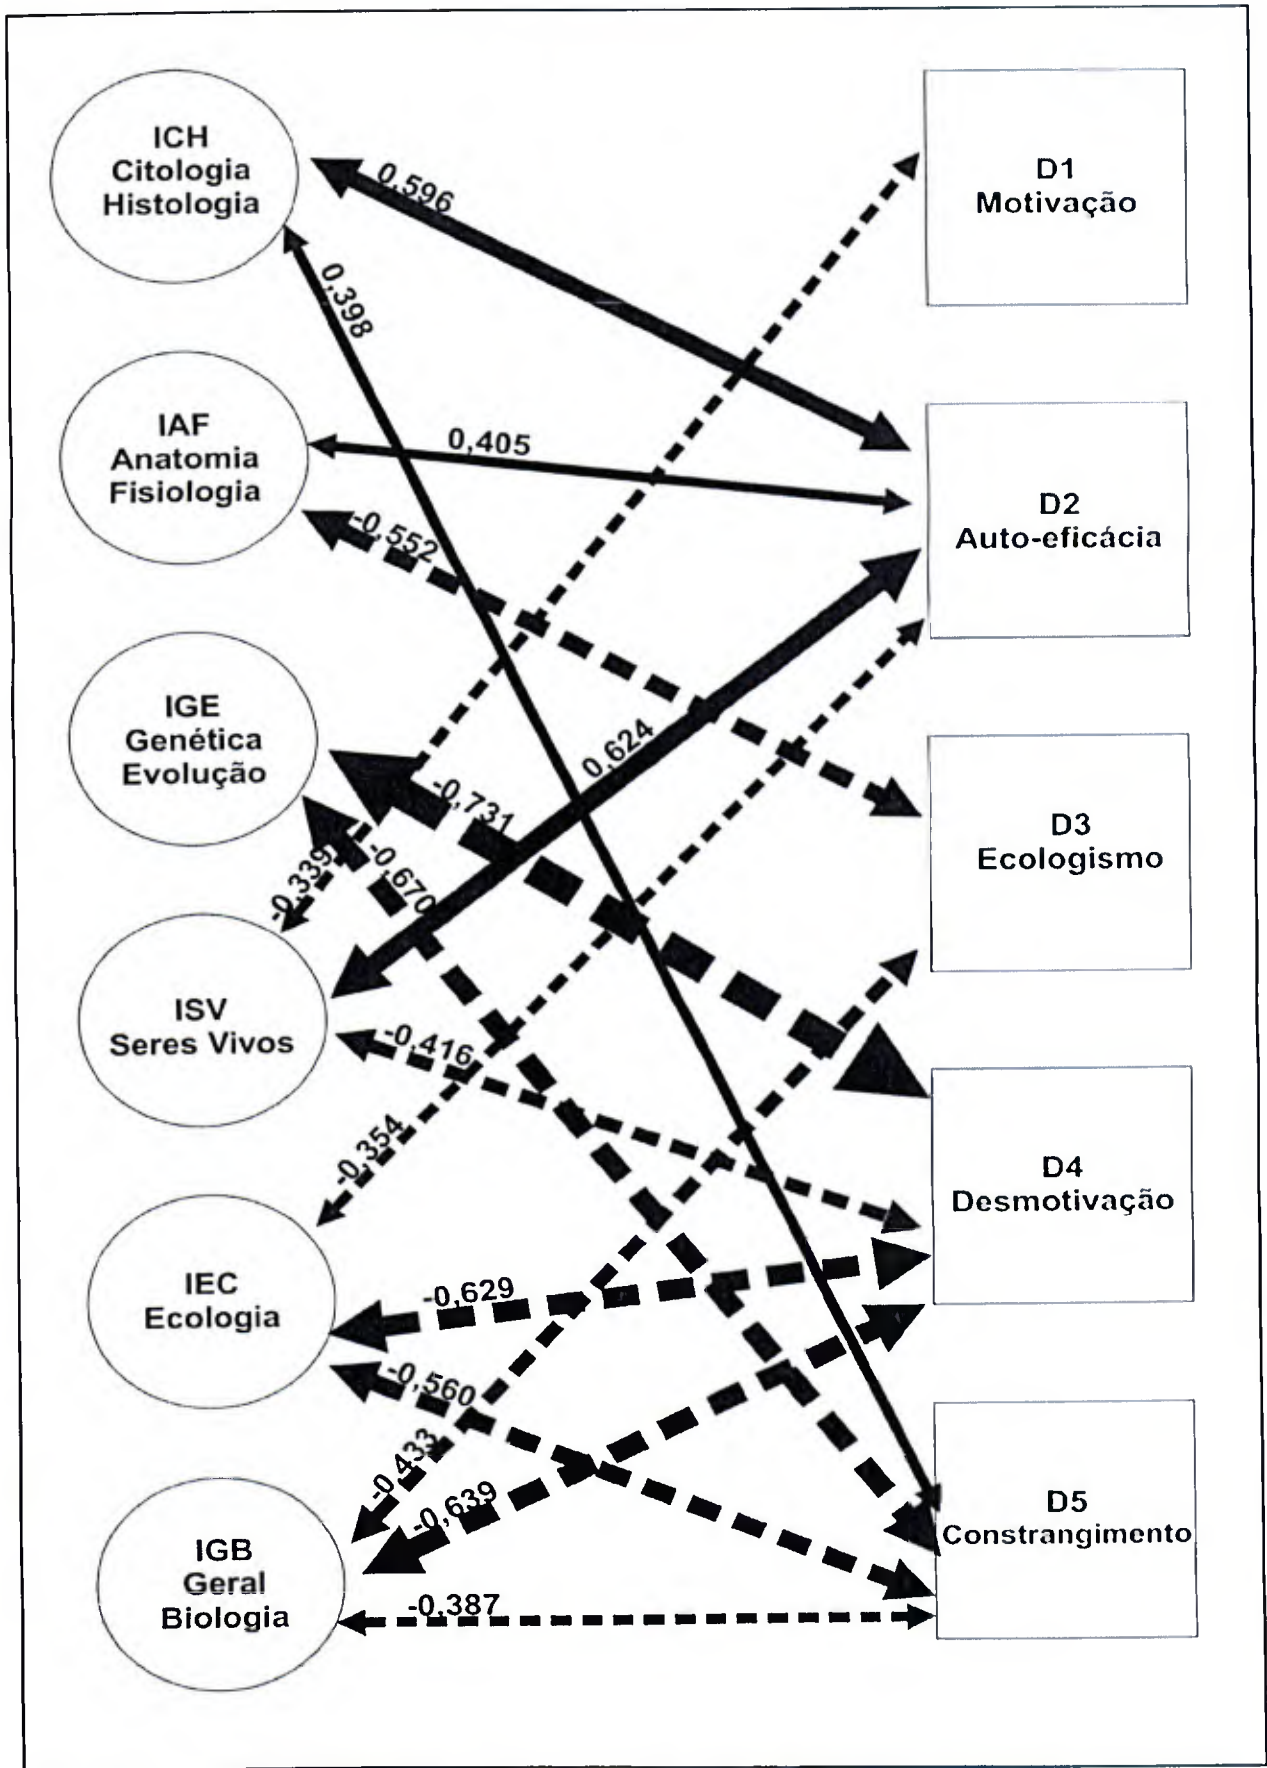 ICH
Citologia
Histologia
IAF
Anatomia
Fisiologia
IGE
Genética
Evolução
ISV
Seres Vivos
IEC
Ecologia
IGB
Geral
Biologia
0,596
0,398
0,405
-0,552
0,624
-0,731
-0,670
-0,339
-0,416
-0,354
-0,629
-0,560
-0,433
-0,639
-0,387
D1
Motivação
D2
Auto-eficácia
D3
Ecologismo
D4
Desmotivação
D5
Constrangimento